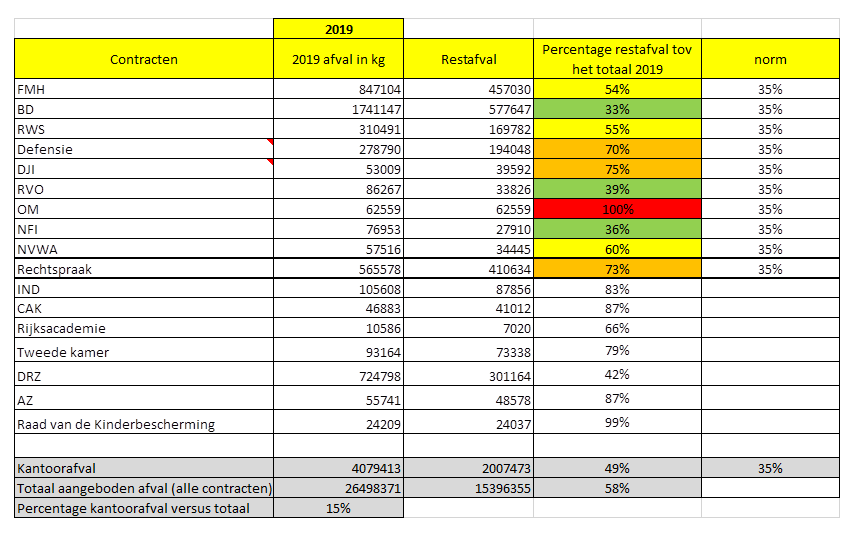 2019
Contracten 2019 afval in kg Restafval Percentage restafval tov het totaal 2019 norm
FMH 847104 457030 54% 35%
BD 1741147 577647 33% 35%
RWS 310491 169782 55% 35%
Defensie 278790 194048 70% 35%
DJI 53009 39592 75% 35%
RVO 86267 33826 39% 35%
OM 62559 62559 100% 35%
NFI 76953 27910 36% 35%
NVWA 57516 34445 60% 35%
Rechtspraak 565578 410634 73% 35%
IND 105608 87856 83%
CAK 46883 41012 87%
Rijksacademie 10586 7020 66%
Tweede kamer 93164 73338 79%
DRZ 724798 301164 42%
AZ 55741 48578 87%
Raad van de Kinderbescherming 24209 24037 99%
Kantoorafval 4079413 2007473 49% 35%
Totaal aangeboden afval (alle contracten) 26498371 15396355 58%
Percentage kantoorafval versus totaal 15%